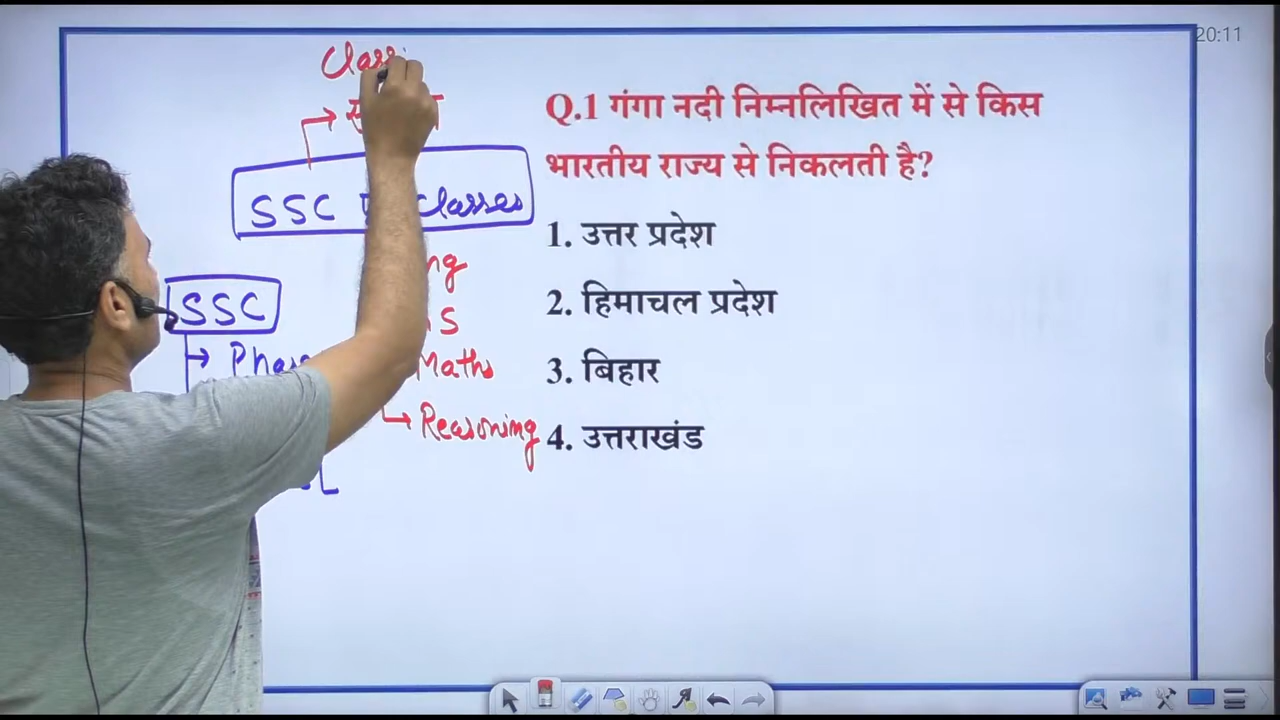 20:11
SSC Classes
SSC
Maths
Reasoning
Q.1 गंगा नदी निम्नलिखित में से किस
भारतीय राज्य से निकलती है?
1. उत्तर प्रदेश
2. हिमाचल प्रदेश
3. बिहार
4. उत्तराखंड